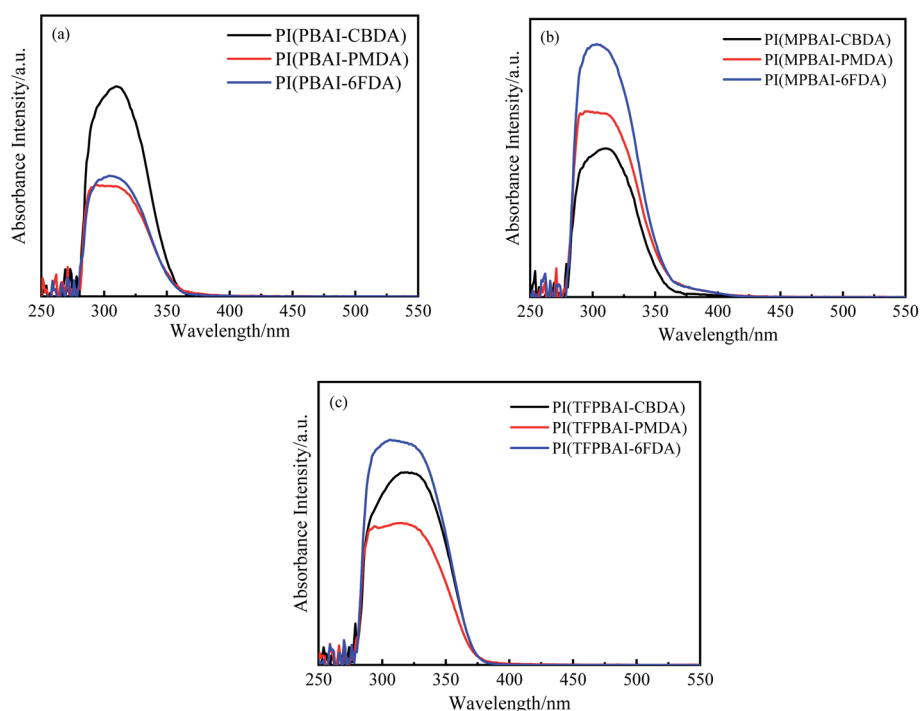 (a)
PI(PBAI-CBDA)
PI(PBAI-PMDA)
PI(PBAI-6FDA)
Absorbance Intensity/a.u.
250 300 350 400 450 500 550
Wavelength/nm
(b)
PI(MPBAI-CBDA)
PI(MPBAI-PMDA)
PI(MPBAI-6FDA)
Absorbance Intensity/a.u.
250 300 350 400 450 500 550
Wavelength/nm
(c)
PI(TFPBAI-CBDA)
PI(TFPBAI-PMDA)
PI(TFPBAI-6FDA)
Absorbance Intensity/a.u.
250 300 350 400 450 500 550
Wavelength/nm